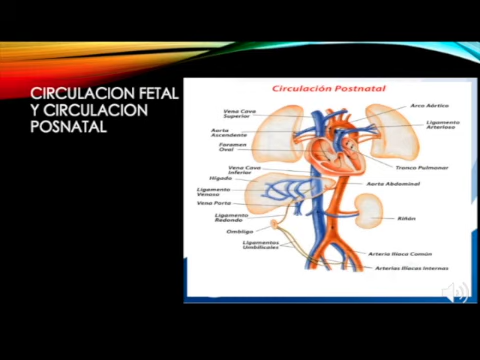 CIRCULACION FETAL
Y CIRCULACION
POSNATAL
Circulación Postnatal
Vena Cava
Superior
Aorta
Ascendente
Foramen
Oval
Vena Cava
Inferior
Hígado
Ligamento
Venoso
Vena Porta
Ligamento
Redondo
Ombligo
Ligamentos
Umbilicales
Arco Aórtico
Ligamento
Arterioso
Tronco Pulmonar
Aorta Abdominal
Riñón
Arteria Ilíaca Común
Arterias Ilíacas Internas